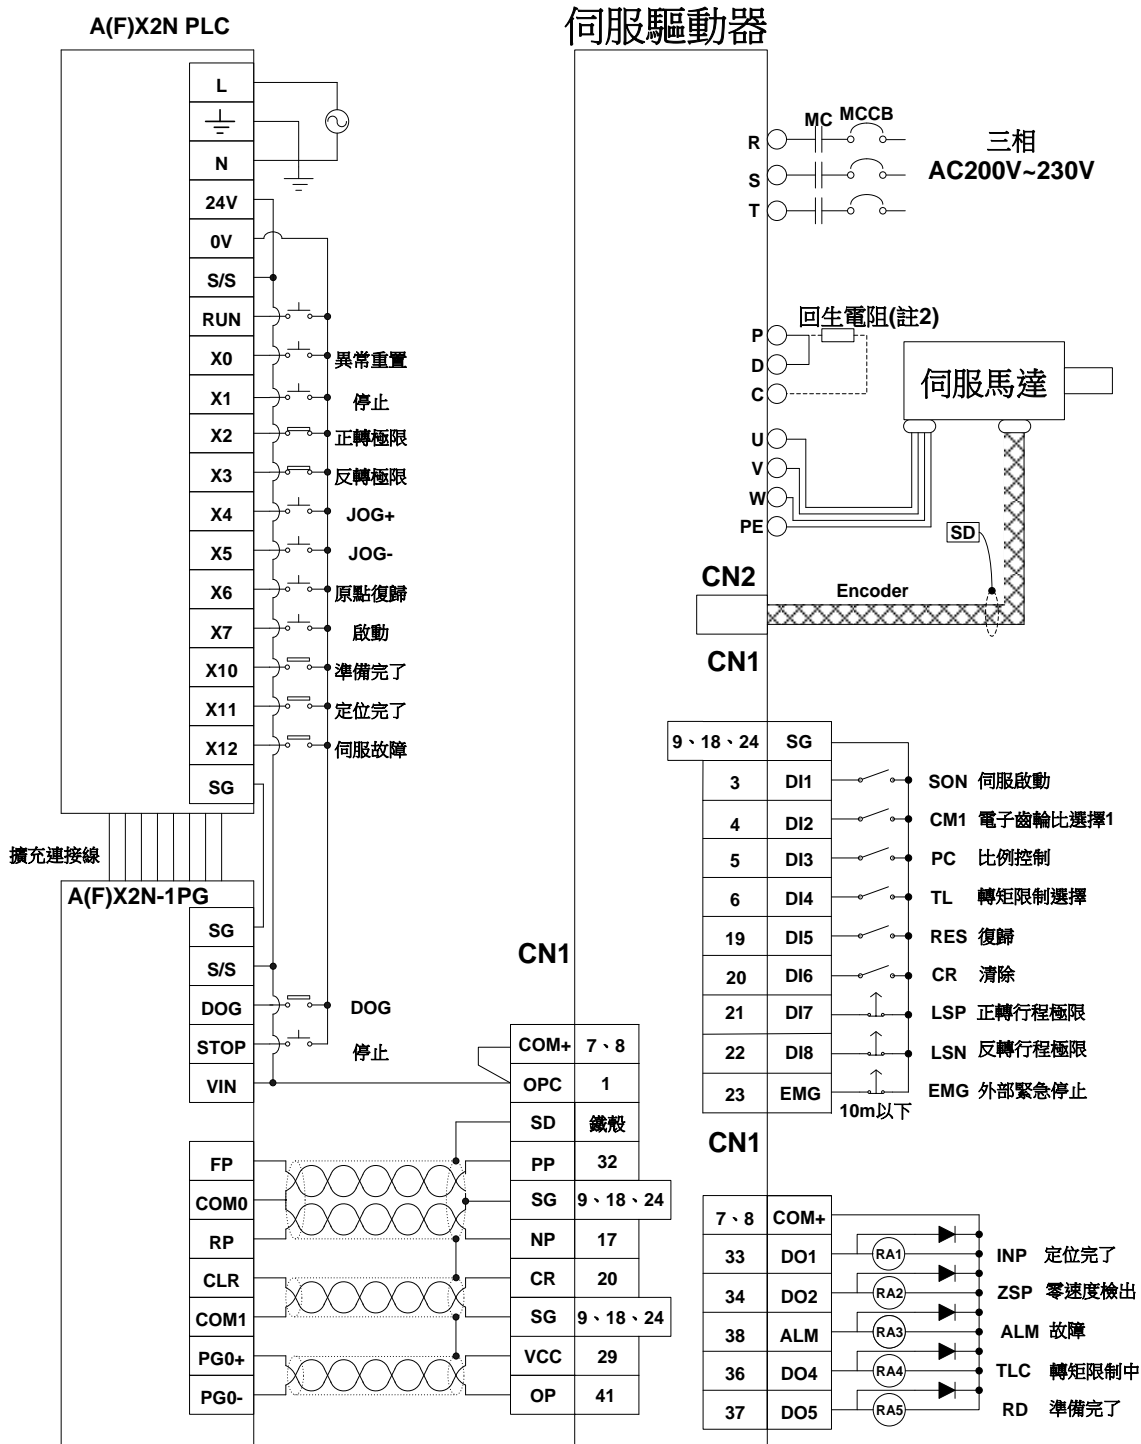 A(F)X2N PLC
伺服驅動器
L
N
24V
0V
S/S
RUN
X0 異常重置
X1 停止
X2 正轉極限
X3 反轉極限
X4 JOG+
X5 JOG-
X6 原點復歸
X7 啟動
X10 準備完了
X11 定位完了
X12 伺服故障
SG
擴充連接線
A(F)X2N-1PG
SG
S/S
DOG DOG
STOP 停止
VIN
FP
COM0
RP
CLR
COM1
PG0+
PG0-
CN1
COM+ 7、8
OPC 1
SD 鐵殼
PP 32
SG 9、18、24
NP 17
CR 20
SG 9、18、24
VCC 29
OP 41
MC MCCB
R
S
T
三相
AC200V~230V
回生電阻(註2)
P
D
C
伺服馬達
U
V
W
PE
SD
CN2
Encoder
CN1
9、18、24 SG
3 DI1 SON 伺服啟動
4 DI2 CM1 電子齒輪比選擇1
5 DI3 PC 比例控制
6 DI4 TL 轉矩限制選擇
19 DI5 RES 復歸
20 DI6 CR 清除
21 DI7 LSP 正轉行程極限
22 DI8 LSN 反轉行程極限
23 EMG EMG 外部緊急停止
10m以下
CN1
7、8 COM+
33 DO1 RA1 INP 定位完了
34 DO2 RA2 ZSP 零速度檢出
38 ALM RA3 ALM 故障
36 DO4 RA4 TLC 轉矩限制中
37 DO5 RA5 RD 準備完了